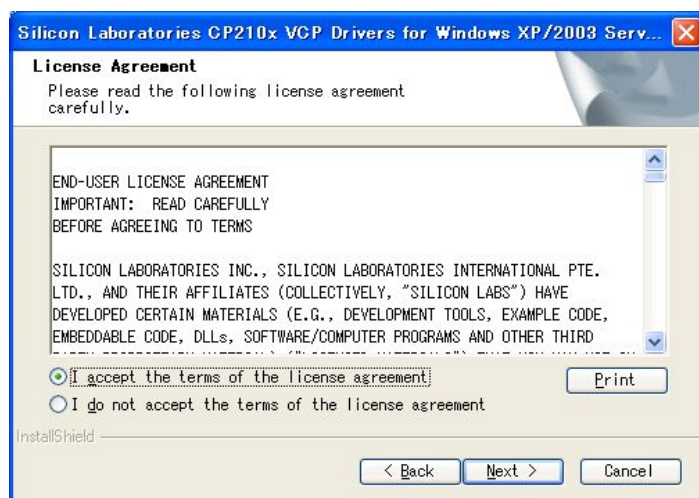 Silicon Laboratories CP210x VCP Drivers for Windows XP/2003 Serv...
License Agreement
Please read the following license agreement
carefully.
END-USER LICENSE AGREEMENT
IMPORTANT: READ CAREFULLY
BEFORE AGREEING TO TERMS
SILICON LABORATORIES INC., SILICON LABORATORIES INTERNATIONAL PTE.
LTD., AND THEIR AFFILIATES (COLLECTIVELY, "SILICON LABS") HAVE
DEVELOPED CERTAIN MATERIALS (E.G., DEVELOPMENT TOOLS, EXAMPLE CODE,
EMBEDDABLE CODE, DLLs, SOFTWARE/COMPUTER PROGRAMS AND OTHER THIRD
I accept the terms of the license agreement
Print
I do not accept the terms of the license agreement
InstallShield
< Back
Next >
Cancel